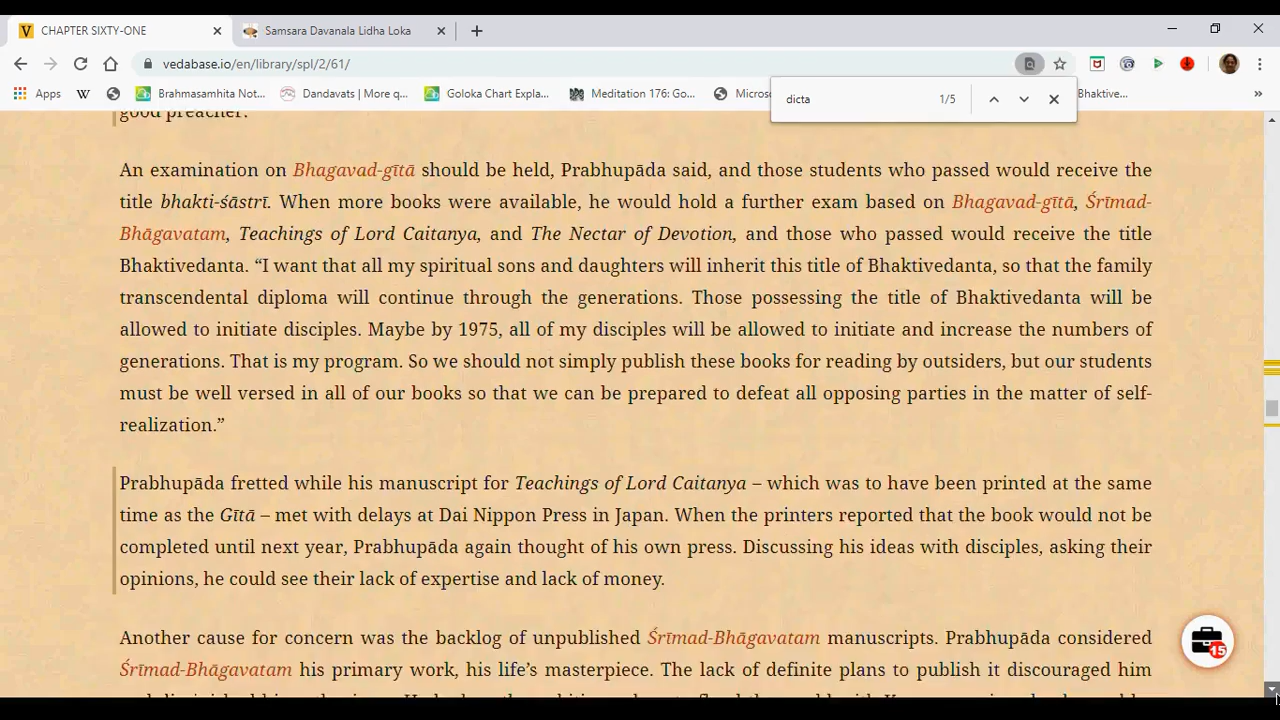 CHAPTER SIXTY-ONE
Samsara Davanala Lidha Loka
vedabase.io/en/library/spl/2/61/
Apps
Brahmasamhita Not...
Dandavats | More q...
Goloka Chart Expla...
Meditation 176: Go...
Micros
Bhaktive...
dicta
1/5
good preacher.
An examination on Bhagavad-gītā should be held, Prabhupāda said, and those students who passed would receive the
title bhakti-śāstrī. When more books were available, he would hold a further exam based on Bhagavad-gītā, Śrīmad-
Bhāgavatam, Teachings of Lord Caitanya, and The Nectar of Devotion, and those who passed would receive the title
Bhaktivedanta. “I want that all my spiritual sons and daughters will inherit this title of Bhaktivedanta, so that the family
transcendental diploma will continue through the generations. Those possessing the title of Bhaktivedanta will be
allowed to initiate disciples. Maybe by 1975, all of my disciples will be allowed to initiate and increase the numbers of
generations. That is my program. So we should not simply publish these books for reading by outsiders, but our students
must be well versed in all of our books so that we can be prepared to defeat all opposing parties in the matter of self-
realization.”
Prabhupāda fretted while his manuscript for Teachings of Lord Caitanya – which was to have been printed at the same
time as the Gītā – met with delays at Dai Nippon Press in Japan. When the printers reported that the book would not be
completed until next year, Prabhupāda again thought of his own press. Discussing his ideas with disciples, asking their
opinions, he could see their lack of expertise and lack of money.
Another cause for concern was the backlog of unpublished Śrīmad-Bhāgavatam manuscripts. Prabhupāda considered
Śrīmad-Bhāgavatam his primary work, his life’s masterpiece. The lack of definite plans to publish it discouraged him
15